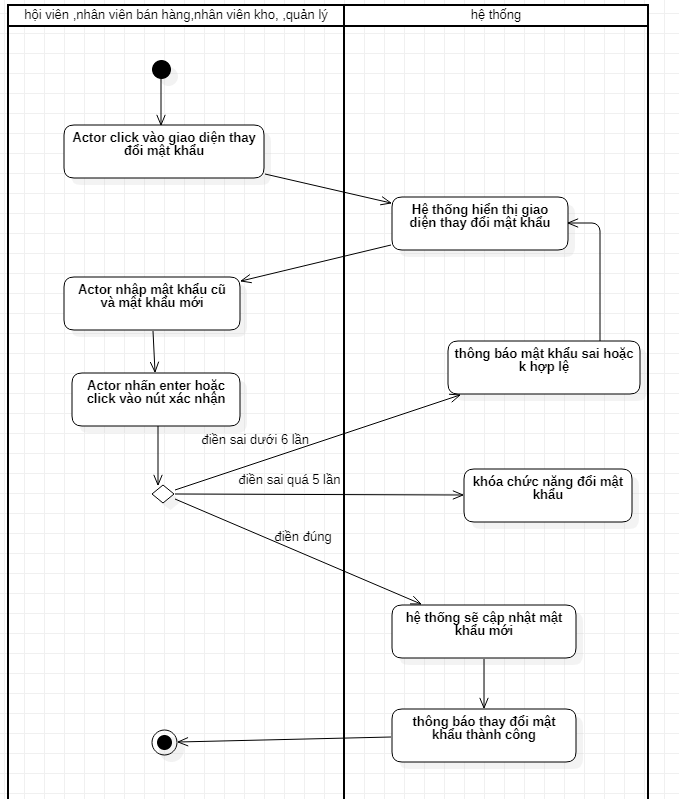 hội viên ,nhân viên bán hàng,nhân viên kho, ,quản lý
hệ thống
Actor click vào giao diện thay
đổi mật khẩu
Hệ thống hiển thị giao
diện thay đổi mật khẩu
Actor nhập mật khẩu cũ
và mật khẩu mới
thông báo mật khẩu sai hoặc
k hợp lệ
Actor nhấn enter hoặc
click vào nút xác nhận
điền sai dưới 6 lần
điền sai quá 5 lần
khóa chức năng đổi mật
khẩu
điền đúng
hệ thống sẽ cập nhật mật
khẩu mới
thông báo thay đổi mật
khẩu thành công